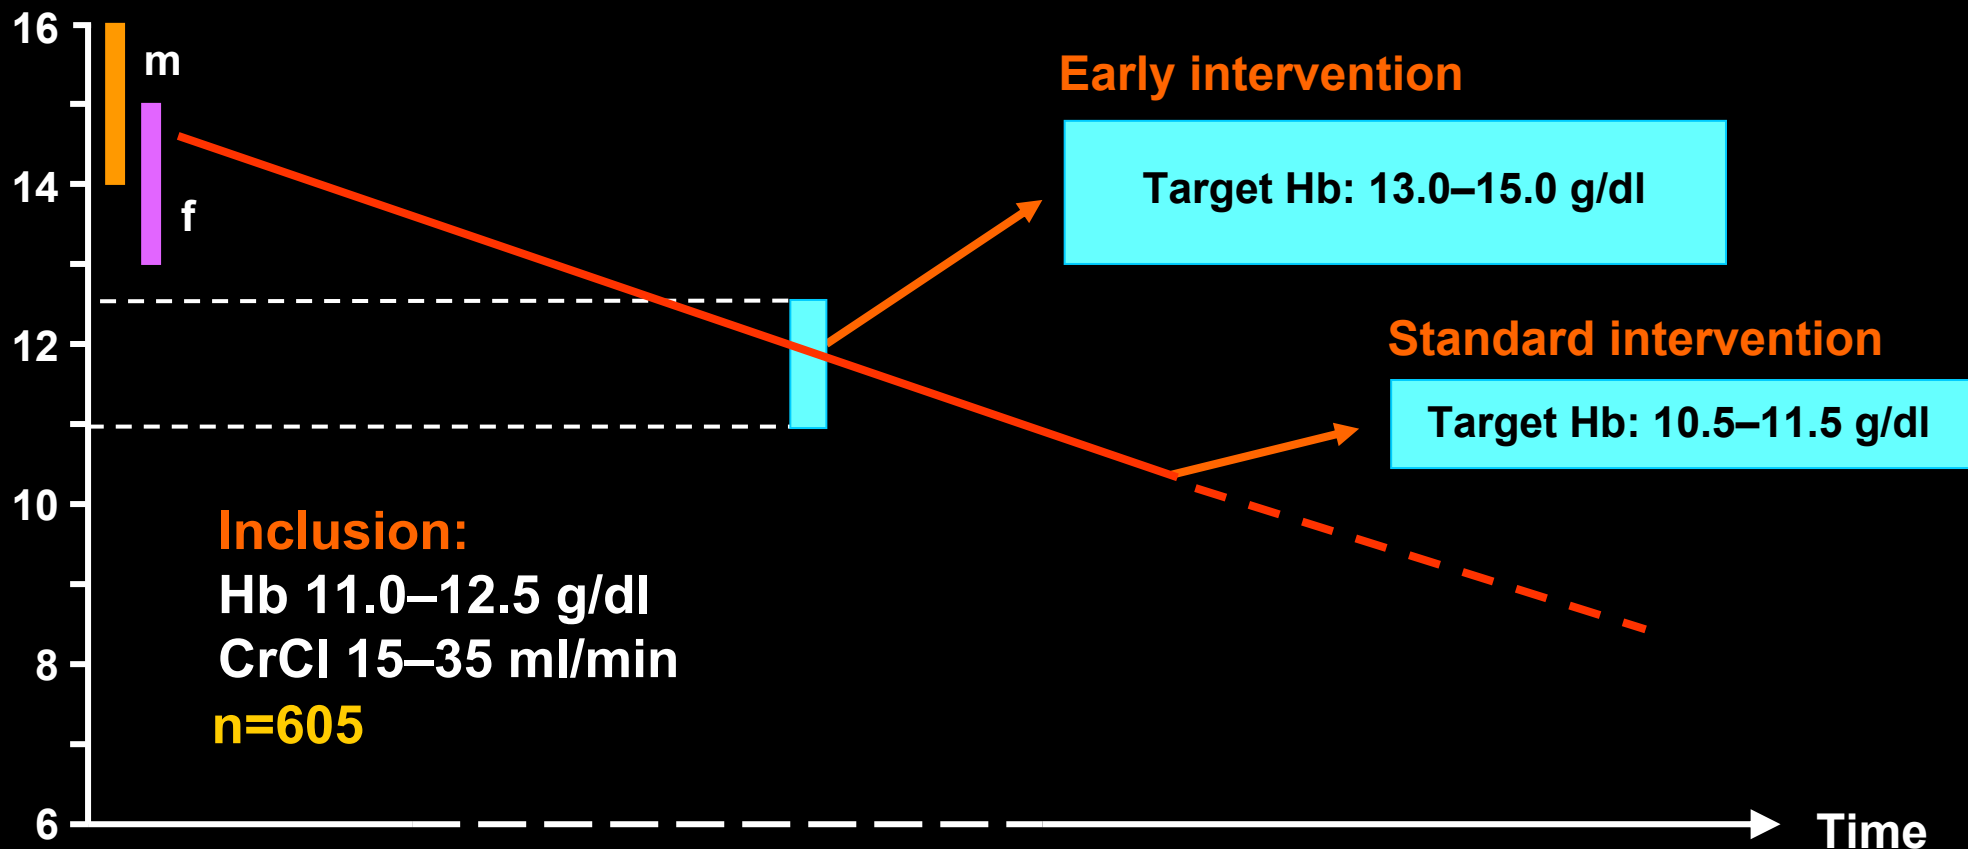 16
14
12
10
8
6
m
f
Early intervention
Target Hb: 13.0–15.0 g/dl
Standard intervention
Target Hb: 10.5–11.5 g/dl
Inclusion:
Hb 11.0–12.5 g/dl
CrCl 15–35 ml/min
n=605
Time